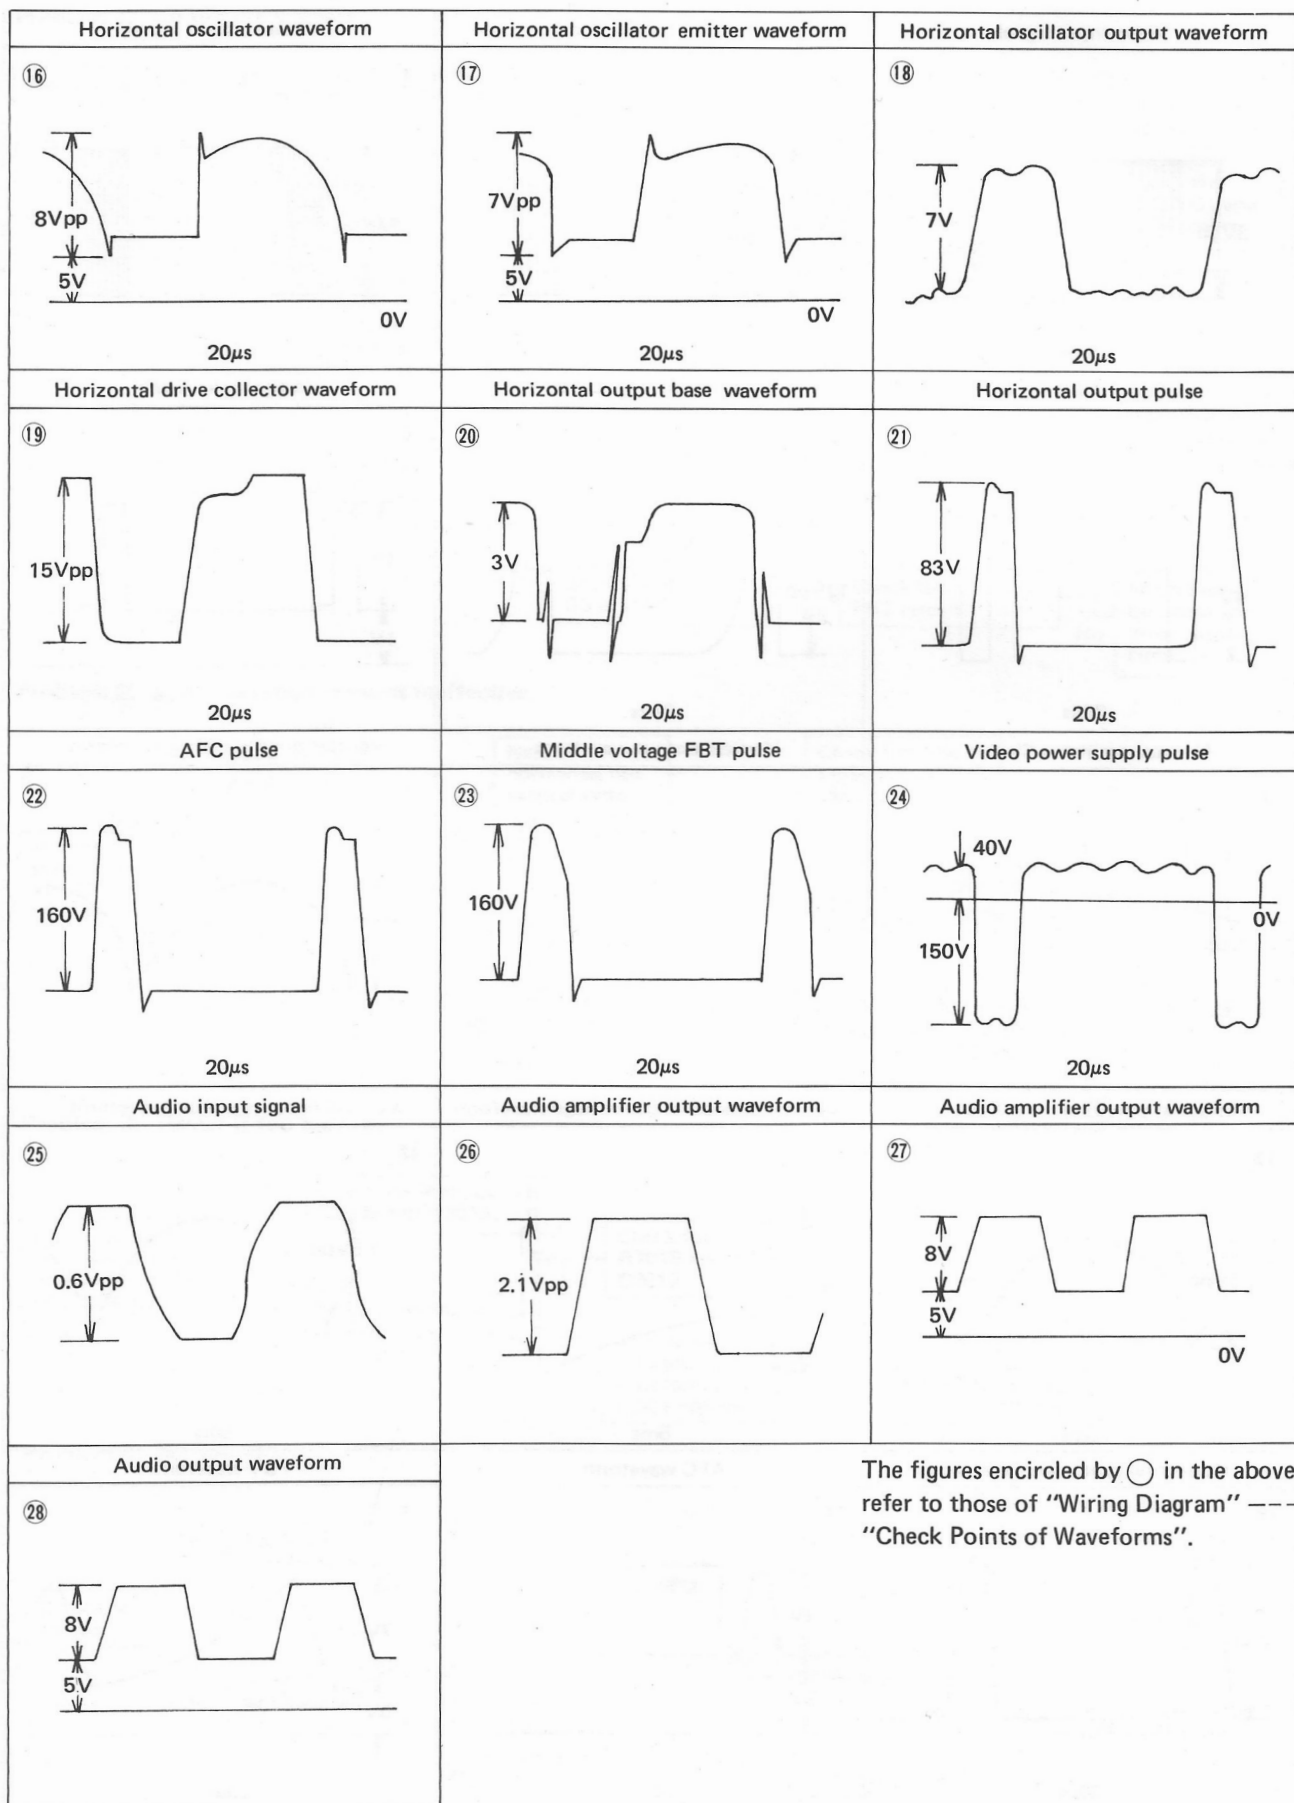 Horizontal oscillator waveform
Horizontal oscillator emitter waveform
Horizontal oscillator output waveform
⑯
8Vpp
5V
0V
20μs
⑰
7Vpp
5V
0V
20μs
⑱
7V
20μs
Horizontal drive collector waveform
Horizontal output base waveform
Horizontal output pulse
⑲
15Vpp
20μs
⑳
3V
20μs
㉑
83V
20μs
AFC pulse
Middle voltage FBT pulse
Video power supply pulse
㉒
160V
20μs
㉓
160V
㉔
40V
0V
150V
20μs
Audio input signal
Audio amplifier output waveform
Audio amplifier output waveform
㉕
0.6Vpp
㉖
2.1Vpp
㉗
8V
5V
0V
Audio output waveform
㉘
8V
5V
The figures encircled by ◯ in the above
refer to those of "Wiring Diagram" ---
"Check Points of Waveforms".